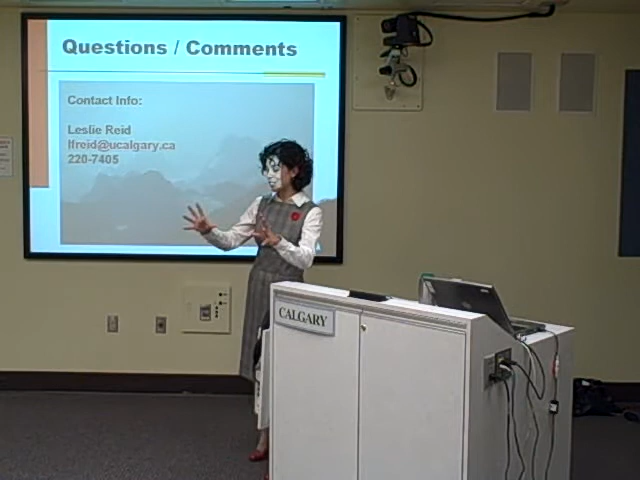 Questions / Comments
Contact Info:
Leslie Reid
lfreid@ucalgary.ca
220-7405
CALGARY